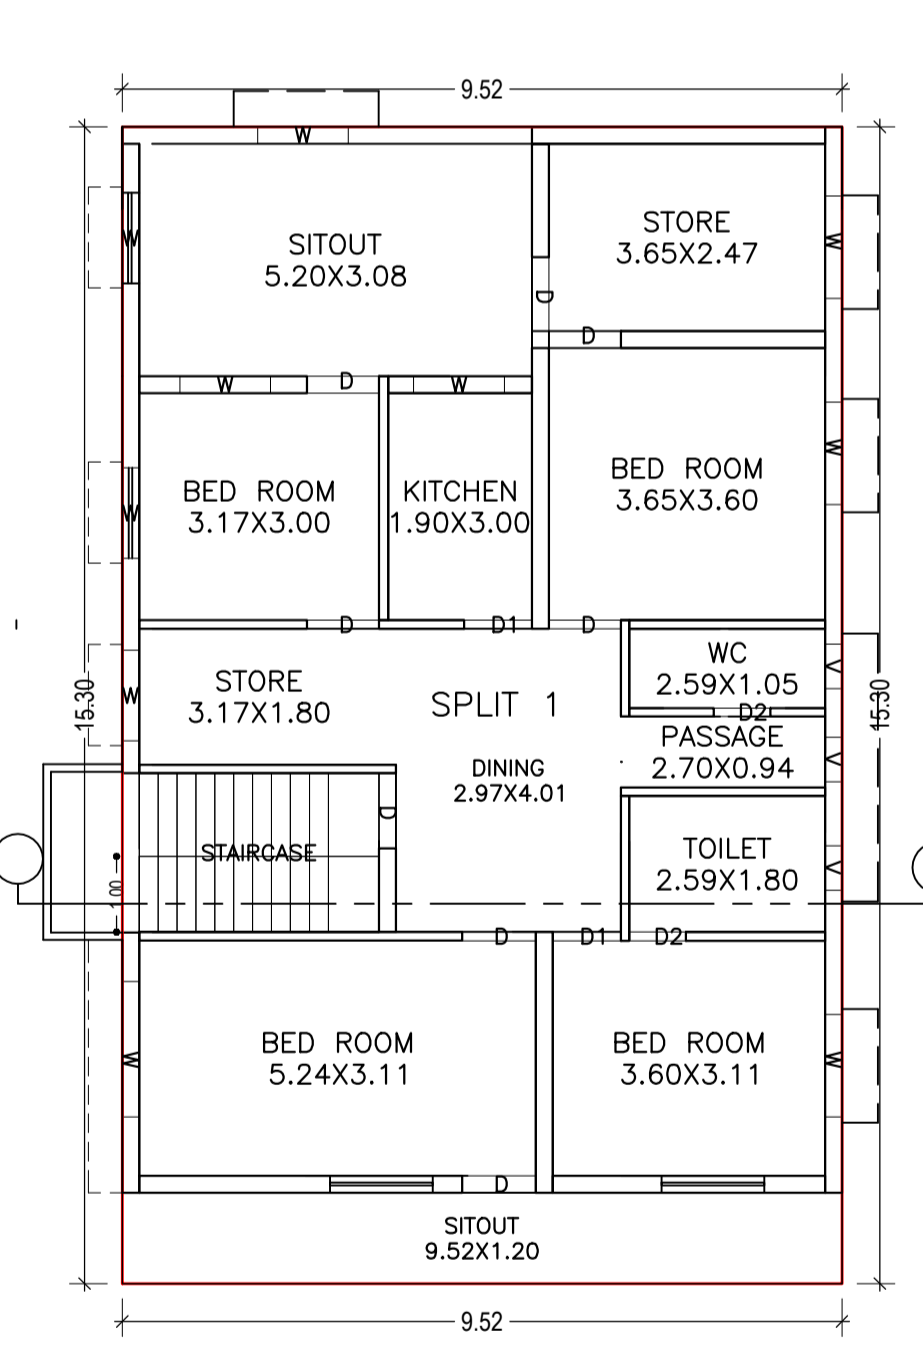 9.52
W
STORE
3.65X2.47
SITOUT
5.20X3.08
W
W
D
D
W
D
W
BED ROOM
3.65X3.60
W
BED ROOM
3.17X3.00
KITCHEN
1.90X3.00
W
D
D1
D
WC
2.59X1.05
V
STORE
3.17X1.80
W
SPLIT 1
15.30
15.30
D2
PASSAGE
2.70X0.94
V
DINING
2.97X4.01
D
STAIRCASE
TOILET
2.59X1.80
V
1.00
D
D1
D2
BED ROOM
5.24X3.11
BED ROOM
3.60X3.11
W
W
D
SITOUT
9.52X1.20
9.52